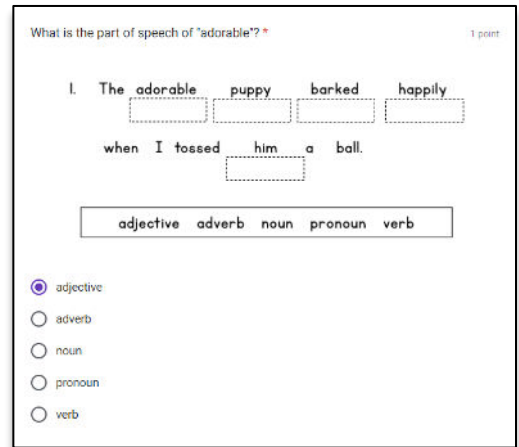 What is the part of speech of "adorable"? *
1 point
I. The adorable puppy barked happily
when I tossed him a ball.
adjective adverb noun pronoun verb
adjective
adverb
noun
pronoun
verb